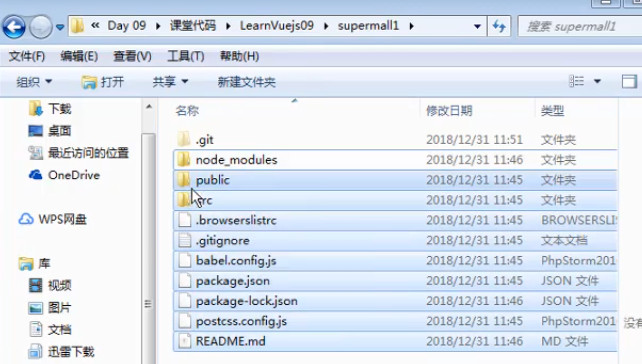 « Day 09 ▸ 课堂代码 ▸ LearnVuejs09 ▸ supermall1 ▸ 搜索 supermall1
文件(F) 编辑(E) 查看(V) 工具(T) 帮助(H)
组织 打开 共享 新建文件夹
名称 修改日期 类型
下载
桌面
最近访问的位置
OneDrive
WPS网盘
库
视频
图片
文档
迅雷下载
.git 2018/12/31 11:51 文件夹
node_modules 2018/12/31 11:46 文件夹
public 2018/12/31 11:45 文件夹
src 2018/12/31 11:45 文件夹
.browserslistrc 2018/12/31 11:45 BROWSERSLIS
.gitignore 2018/12/31 11:45 文本文档
babel.config.js 2018/12/31 11:45 PhpStorm201
package.json 2018/12/31 11:45 JSON 文件
package-lock.json 2018/12/31 11:46 JSON 文件
postcss.config.js 2018/12/31 11:45 PhpStorm201
README.md 2018/12/31 11:46 MD 文件
没有